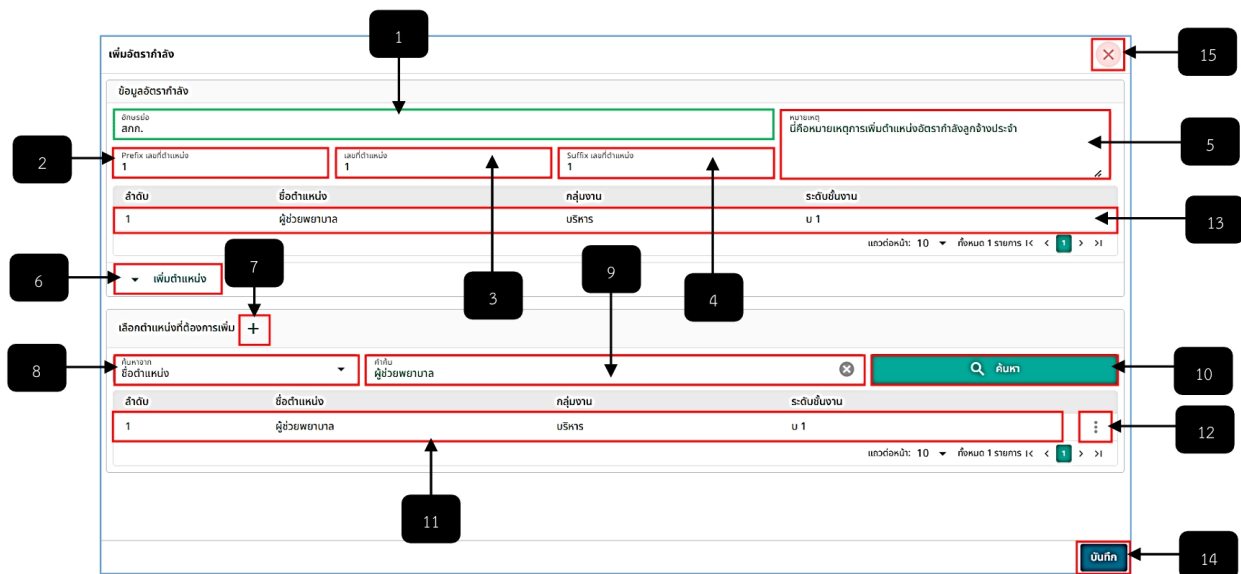 1
เพิ่มอัตรากำลัง
15
ข้อมูลอัตรากำลัง
อักษรย่อ
สกก.
หมายเหตุ
นี่คือหมายเหตุการเพิ่มตำแหน่งอัตรากำลังลูกจ้างประจำ
2
5
Prefix เลขที่ตำแหน่ง
1
เลขที่ตำแหน่ง
1
Suffix เลขที่ตำแหน่ง
1
ลำดับ ชื่อตำแหน่ง กลุ่มงาน ระดับชั้นงาน
1 ผู้ช่วยพยาบาล บริหาร บ 1
13
แถวต่อหน้า: 10 ทั้งหมด 1 รายการ 1
6
7
9
3
4
เพิ่มตำแหน่ง
เลือกตำแหน่งที่ต้องการเพิ่ม +
8
ค้นหาจาก
ชื่อตำแหน่ง
คำค้น
ผู้ช่วยพยาบาล
ค้นหา
10
ลำดับ ชื่อตำแหน่ง กลุ่มงาน ระดับชั้นงาน
1 ผู้ช่วยพยาบาล บริหาร บ 1
12
แถวต่อหน้า: 10 ทั้งหมด 1 รายการ 1
11
บันทึก
14